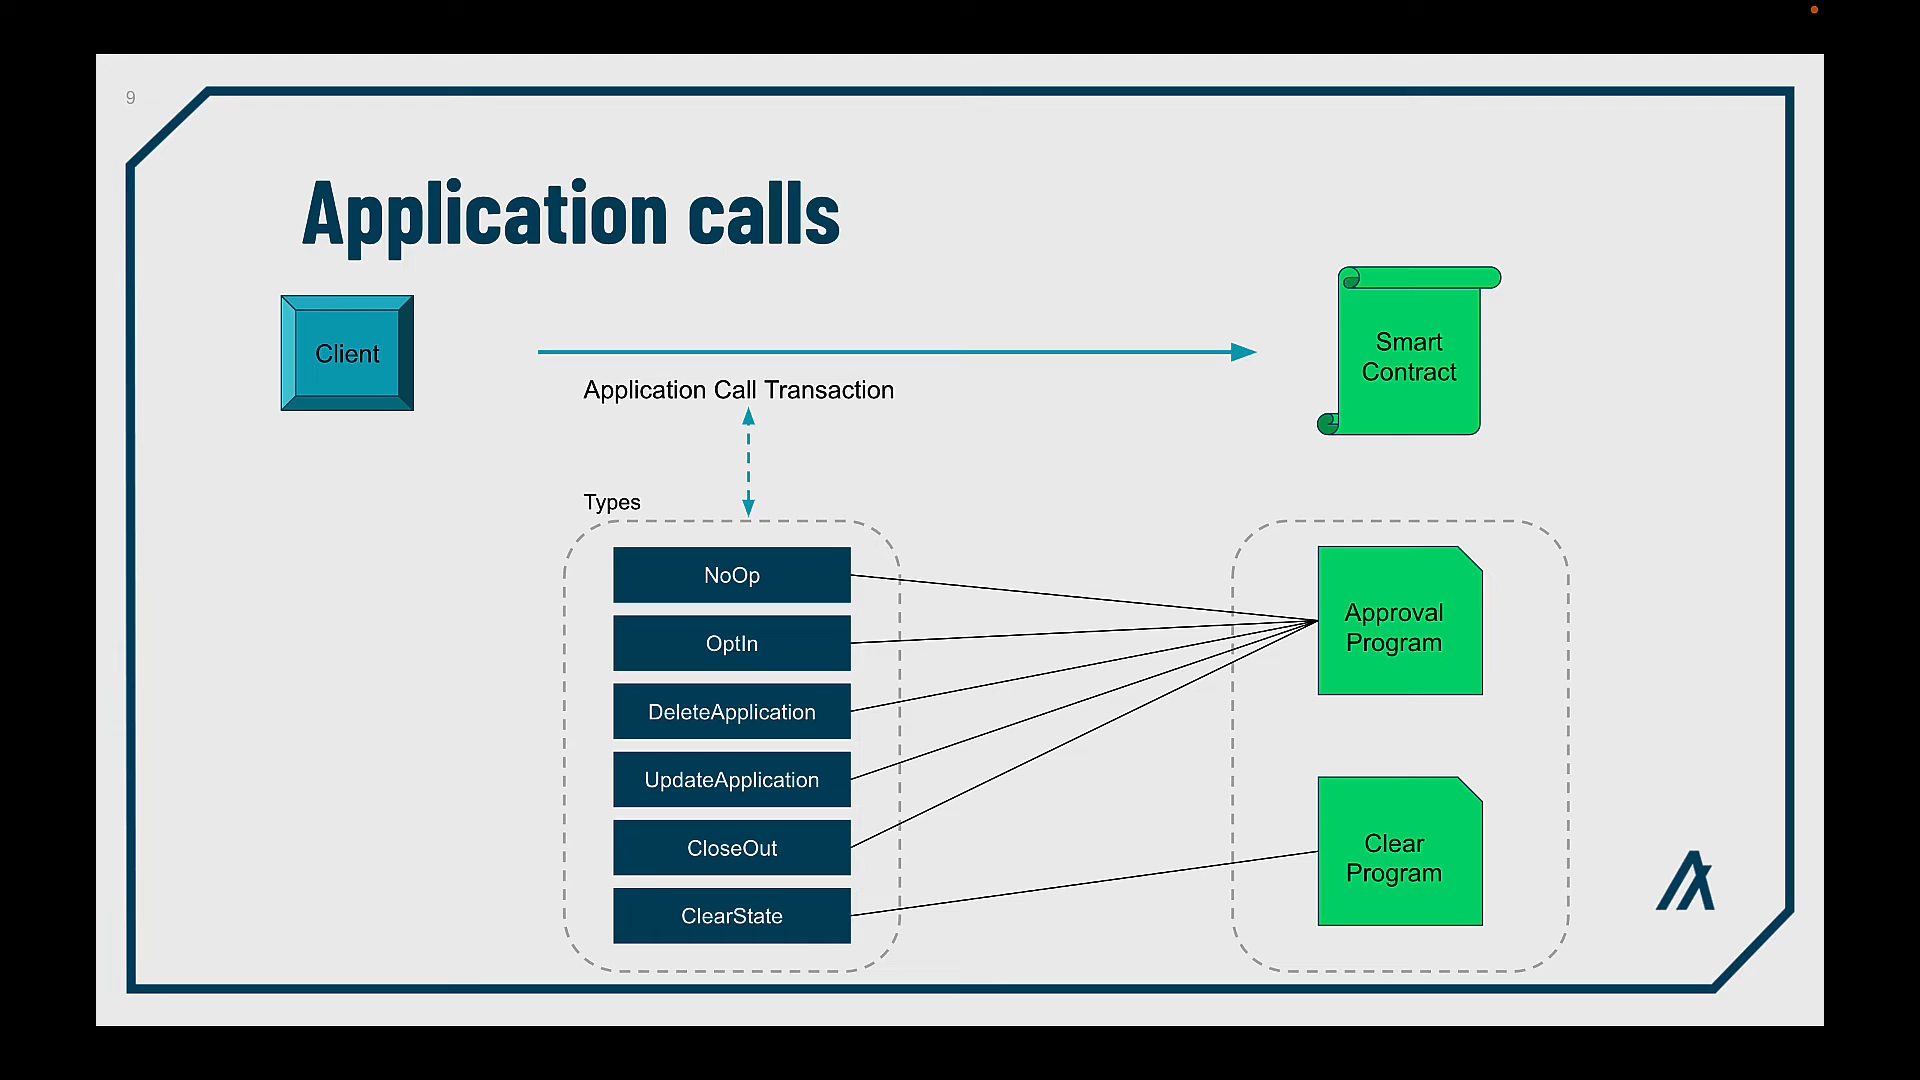 9
Application calls
Client
Smart
Contract
Application Call Transaction
Types
NoOp
OptIn
DeleteApplication
UpdateApplication
CloseOut
ClearState
Approval
Program
Clear
Program